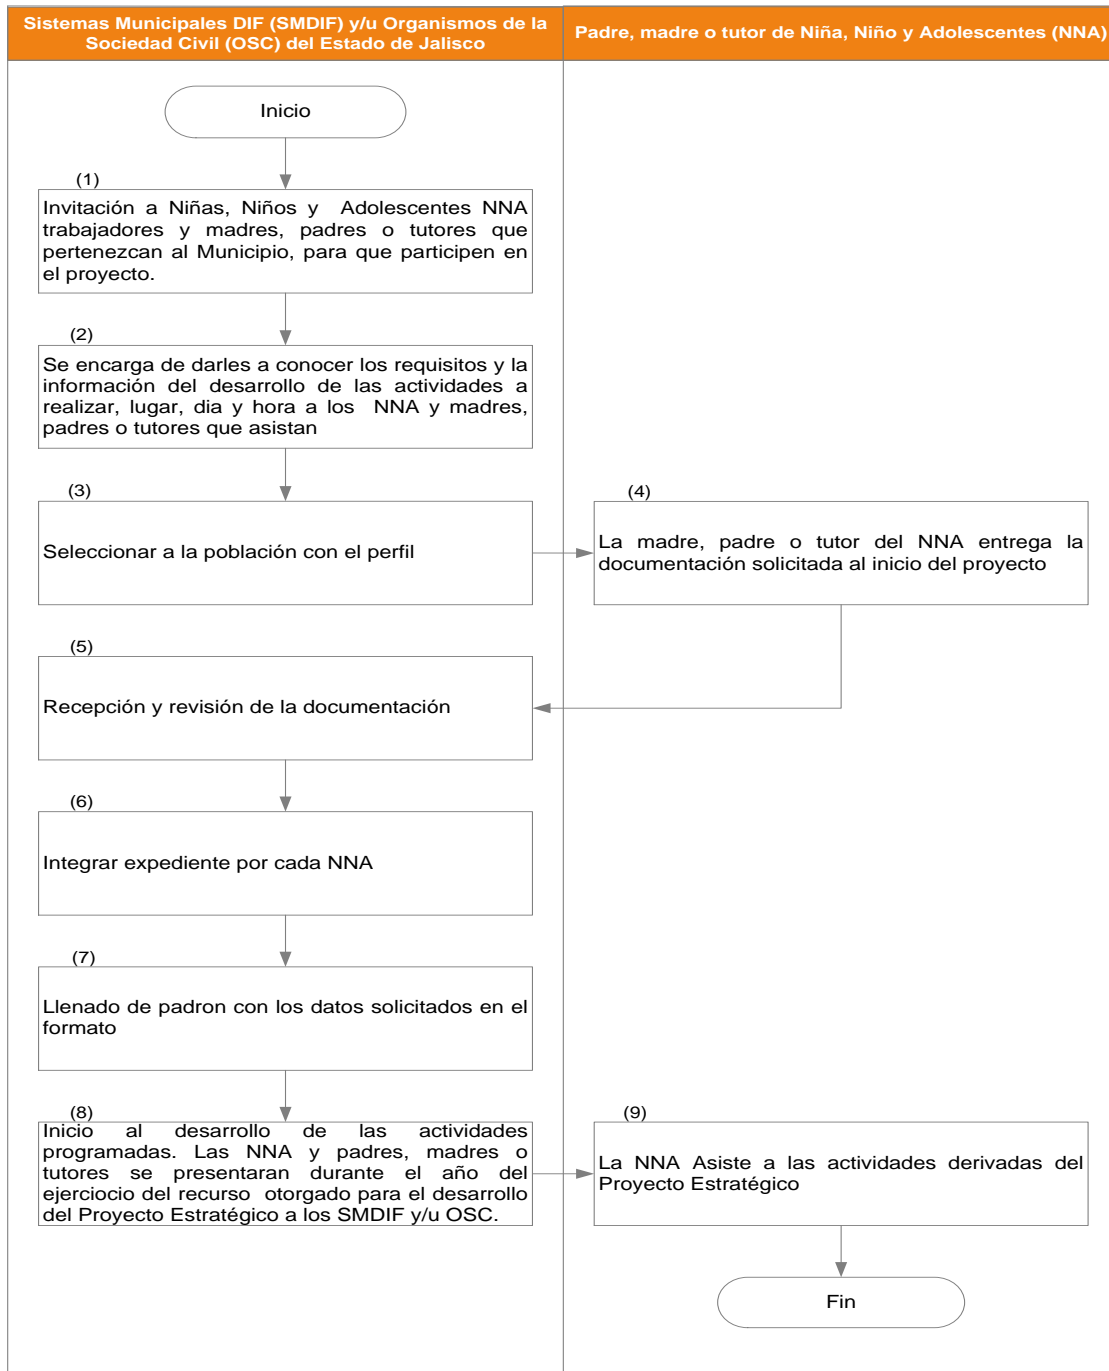 Sistemas Municipales DIF (SMDIF) y/u Organismos de la
Sociedad Civil (OSC) del Estado de Jalisco
Padre, madre o tutor de Niña, Niño y Adolescentes (NNA)
Inicio
(1)
Invitación a Niñas, Niños y Adolescentes NNA
trabajadores y madres, padres o tutores que
pertenezcan al Municipio, para que participen en
el proyecto.
(2)
Se encarga de darles a conocer los requisitos y la
información del desarrollo de las actividades a
realizar, lugar, dia y hora a los NNA y madres,
padres o tutores que asistan
(3)
Seleccionar a la población con el perfil
(4)
La madre, padre o tutor del NNA entrega la
documentación solicitada al inicio del proyecto
(5)
Recepción y revisión de la documentación
(6)
Integrar expediente por cada NNA
(7)
Llenado de padron con los datos solicitados en el
formato
(8)
Inicio al desarrollo de las actividades
programadas. Las NNA y padres, madres o
tutores se presentaran durante el año del
ejerciocio del recurso otorgado para el desarrollo
del Proyecto Estratégico a los SMDIF y/u OSC.
(9)
La NNA Asiste a las actividades derivadas del
Proyecto Estratégico
Fin